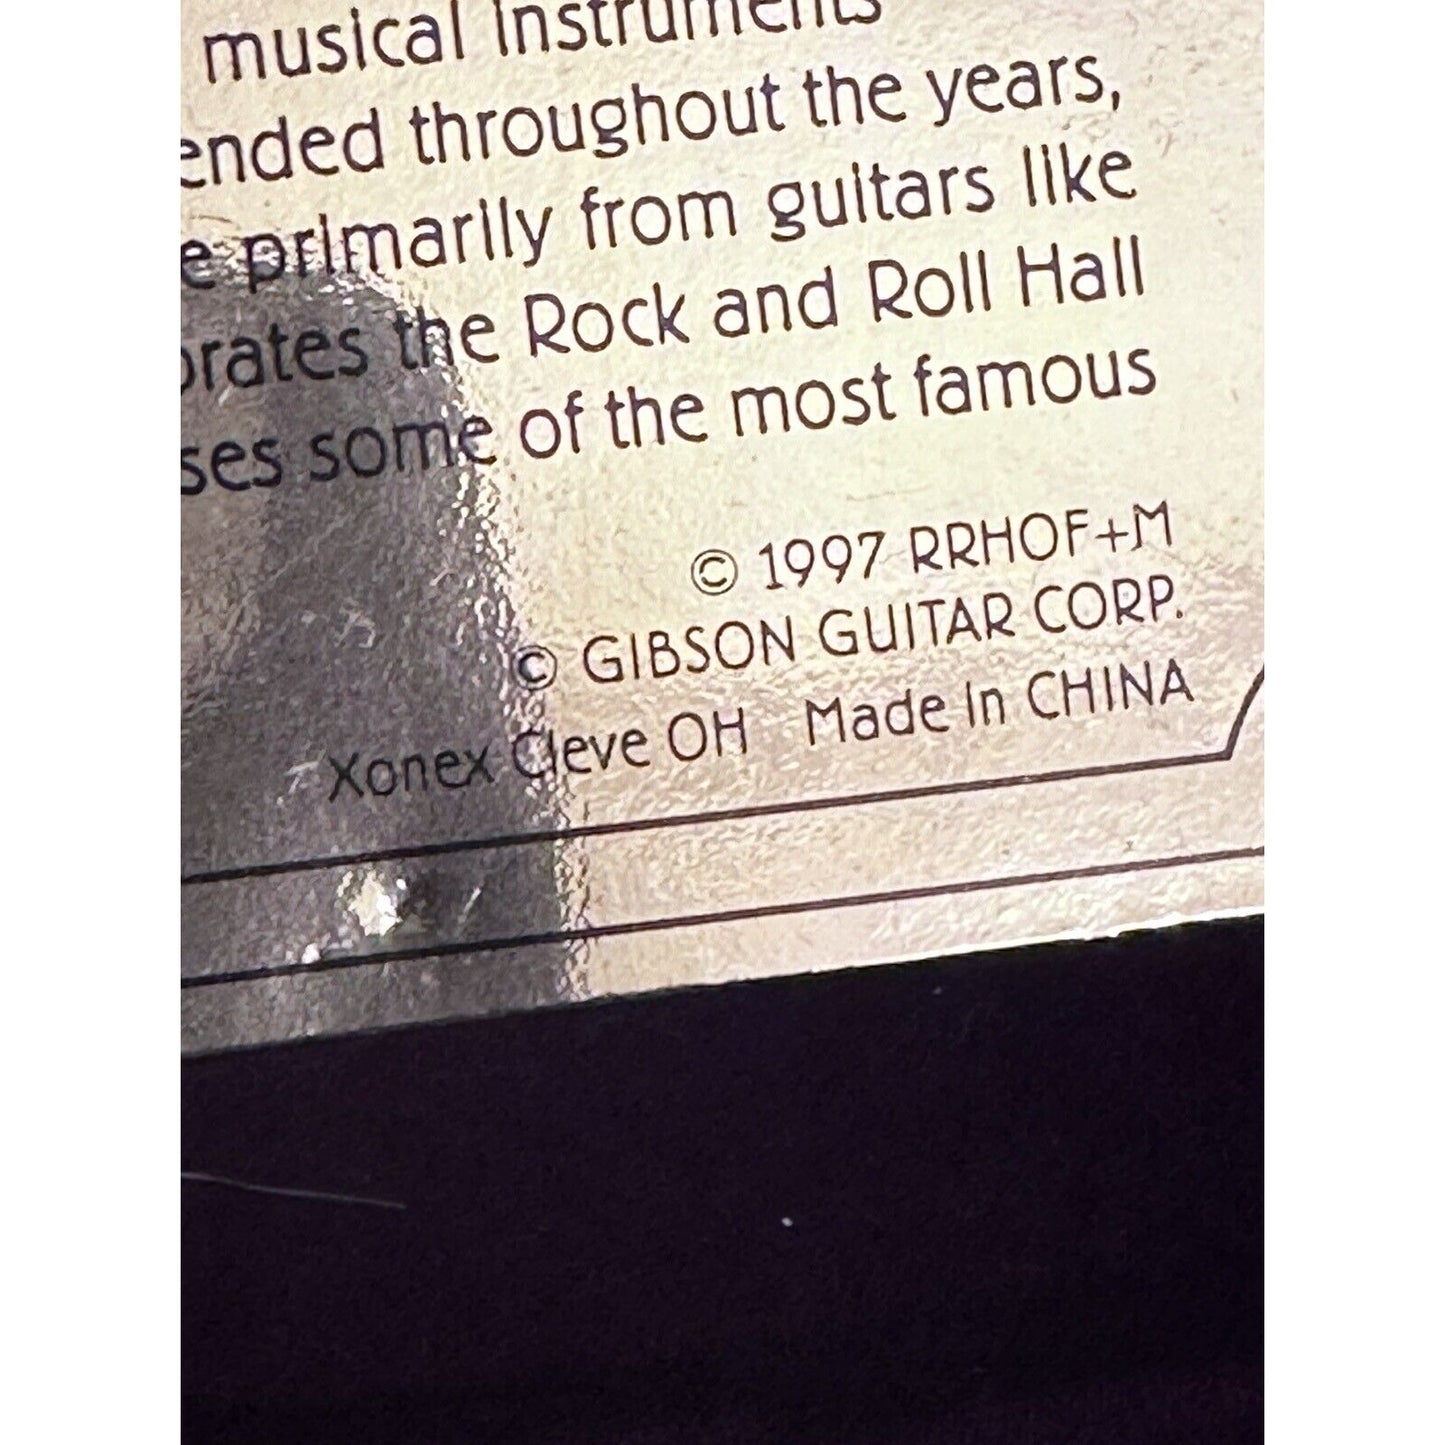 musical instruments
ended throughout the years,
e primarily from guitars like
orates the Rock and Roll Hall
ses some of the most famous
© 1997 RRHOF+M
© GIBSON GUITAR CORP.
Xonex Cleve OH Made In CHINA